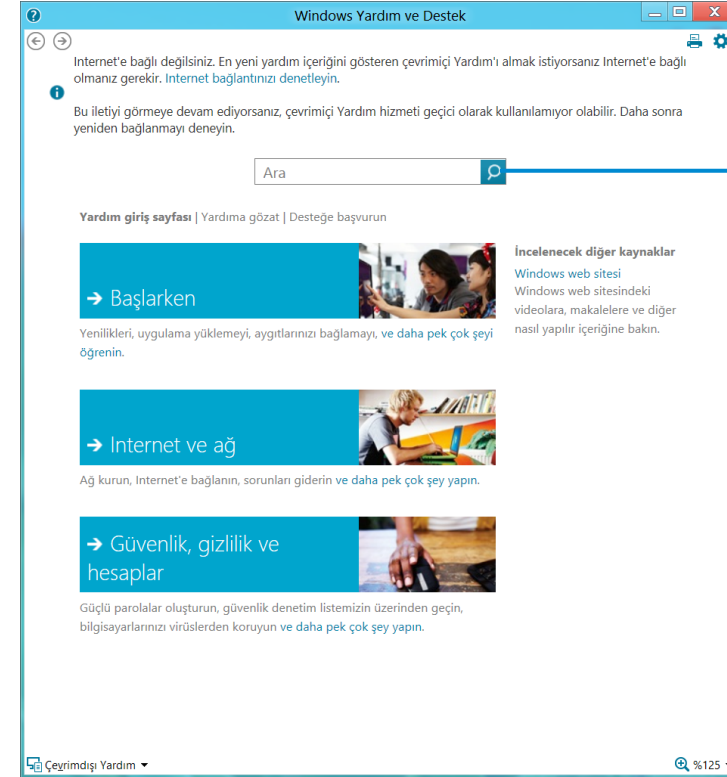 Windows Yardım ve Destek
Internet'e bağlı değilsiniz. En yeni yardım içeriğini gösteren çevrimiçi Yardım'ı almak istiyorsanız Internet'e bağlı
olmanız gerekir. Internet bağlantınızı denetleyin.
Bu iletiyi görmeye devam ediyorsanız, çevrimiçi Yardım hizmeti geçici olarak kullanılamıyor olabilir. Daha sonra
yeniden bağlanmayı deneyin.
Ara
Yardım giriş sayfası | Yardıma gözat | Desteğe başvurun
→ Başlarken
Yenilikleri, uygulama yüklemeyi, aygıtlarınızı bağlamayı, ve daha pek çok şeyi
öğrenin.
→ Internet ve ağ
Ağ kurun, Internet'e bağlanın, sorunları giderin ve daha pek çok şey yapın.
→ Güvenlik, gizlilik ve
hesaplar
Güçlü parolalar oluşturun, güvenlik denetim listemizin üzerinden geçin,
bilgisayarlarınızı virüslerden koruyun ve daha pek çok şey yapın.
İncelenecek diğer kaynaklar
Windows web sitesi
Windows web sitesindeki
videolara, makalelere ve diğer
nasıl yapılır içeriğine bakın.
Çevrimdışı Yardım
%125